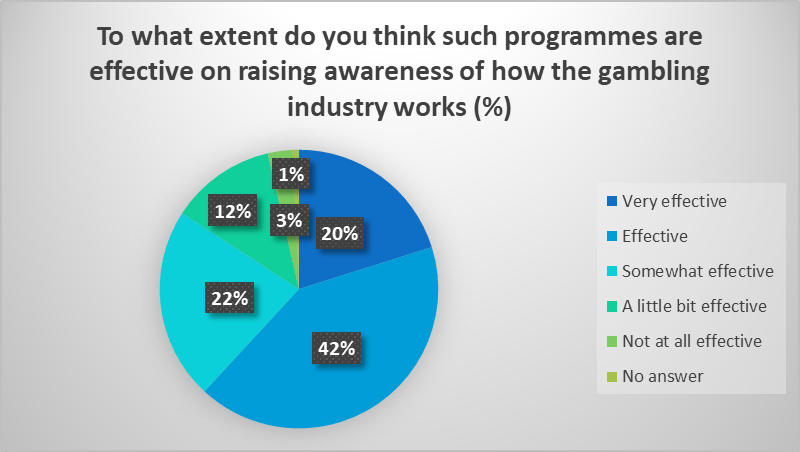 To what extent do you think such programmes are
effective on raising awareness of how the gambling
industry works (%)
1%
12%
3%
20%
22%
42%
Very effective
Effective
Somewhat effective
A little bit effective
Not at all effective
No answer